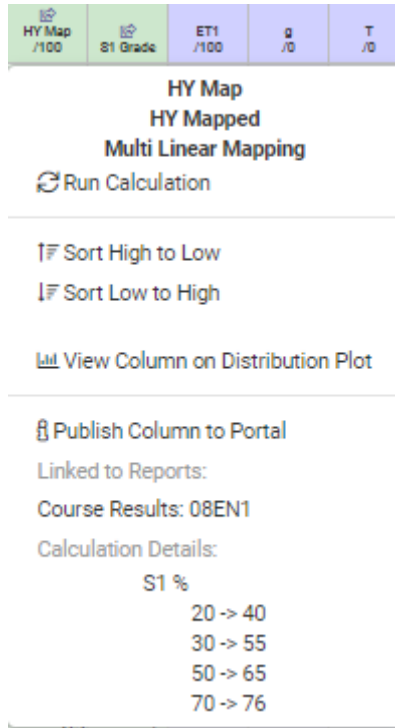 HY Map
/100
S1 Grade
ET1
/100
g
/0
T
/0
HY Map
HY Mapped
Multi Linear Mapping
Run Calculation
Sort High to Low
Sort Low to High
View Column on Distribution Plot
Publish Column to Portal
Linked to Reports:
Course Results: 08EN1
Calculation Details:
S1 %
20 -> 40
30 -> 55
50 -> 65
70 -> 76